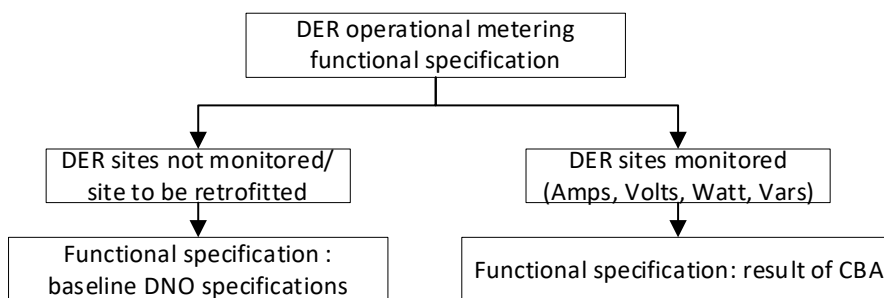 DER operational metering
functional specification
DER sites not monitored/
site to be retrofitted
DER sites monitored
(Amps, Volts, Watt, Vars)
Functional specification :
baseline DNO specifications
Functional specification: result of CBA